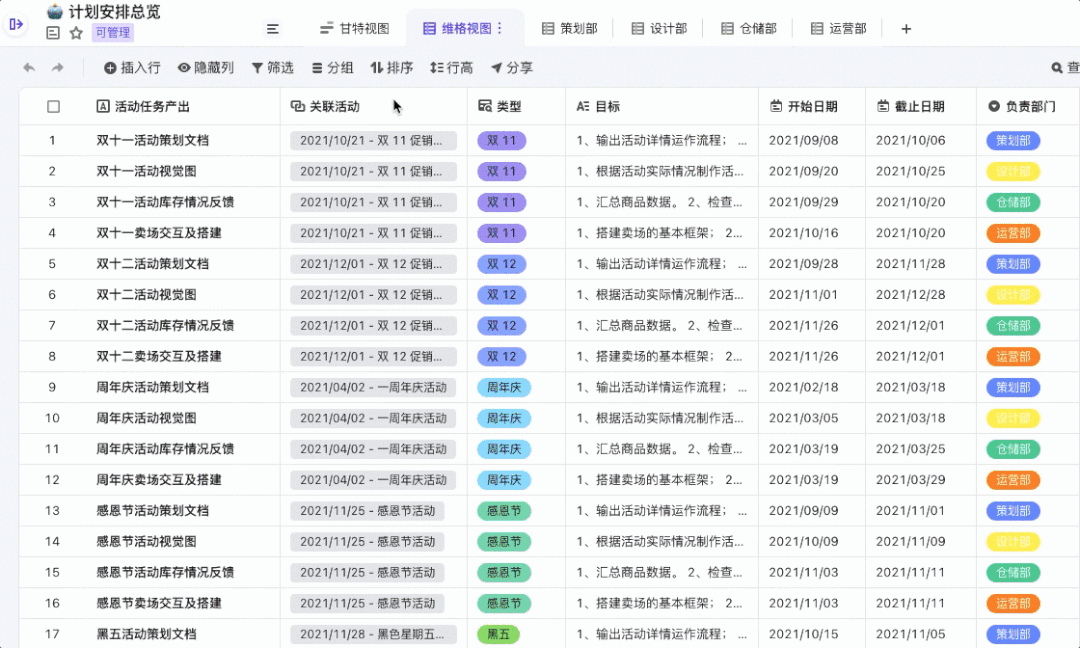 计划安排总览
可管理
甘特视图 维格视图 策划部 设计部 仓储部 运营部
插入行 隐藏列 筛选 分组 排序 行高 分享 查
活动任务产出 关联活动 类型 目标 开始日期 截止日期 负责部门
1 双十一活动策划文档 2021/10/21 - 双 11 促销... 双 11 1、输出活动详情运作流程； ... 2021/09/08 2021/10/06 策划部
2 双十一活动视觉图 2021/10/21 - 双 11 促销... 双 11 1、根据活动实际情况制作活... 2021/09/20 2021/10/25 设计部
3 双十一活动库存情况反馈 2021/10/21 - 双 11 促销... 双 11 1、汇总商品数据。 2、检查... 2021/09/29 2021/10/20 仓储部
4 双十一卖场交互及搭建 2021/10/21 - 双 11 促销... 双 11 1、搭建卖场的基本框架； 2... 2021/10/16 2021/10/20 运营部
5 双十二活动策划文档 2021/12/01 - 双 12 促销... 双 12 1、输出活动详情运作流程； ... 2021/09/28 2021/11/28 策划部
6 双十二活动视觉图 2021/12/01 - 双 12 促销... 双 12 1、根据活动实际情况制作活... 2021/11/01 2021/12/28 设计部
7 双十二活动库存情况反馈 2021/12/01 - 双 12 促销... 双 12 1、汇总商品数据。 2、检查... 2021/11/26 2021/12/01 仓储部
8 双十二卖场交互及搭建 2021/12/01 - 双 12 促销... 双 12 1、搭建卖场的基本框架； 2... 2021/11/26 2021/12/01 运营部
9 周年庆活动策划文档 2021/04/02 - 一周年庆活动 周年庆 1、输出活动详情运作流程； ... 2021/02/18 2021/03/18 策划部
10 周年庆活动视觉图 2021/04/02 - 一周年庆活动 周年庆 1、根据活动实际情况制作活... 2021/03/05 2021/03/18 设计部
11 周年庆活动库存情况反馈 2021/04/02 - 一周年庆活动 周年庆 1、汇总商品数据。 2、检查... 2021/03/19 2021/03/25 仓储部
12 周年庆卖场交互及搭建 2021/04/02 - 一周年庆活动 周年庆 1、搭建卖场的基本框架； 2... 2021/03/19 2021/03/29 运营部
13 感恩节活动策划文档 2021/11/25 - 感恩节活动 感恩节 1、输出活动详情运作流程； ... 2021/09/09 2021/11/01 策划部
14 感恩节活动视觉图 2021/11/25 - 感恩节活动 感恩节 1、根据活动实际情况制作活... 2021/10/09 2021/11/09 设计部
15 感恩节活动库存情况反馈 2021/11/25 - 感恩节活动 感恩节 1、汇总商品数据。 2、检查... 2021/11/03 2021/11/11 仓储部
16 感恩节卖场交互及搭建 2021/11/25 - 感恩节活动 感恩节 1、搭建卖场的基本框架； 2... 2021/11/03 2021/11/11 运营部
17 黑五活动策划文档 2021/11/28 - 黑色星期五... 黑五 1、输出活动详情运作流程； ... 2021/10/15 2021/11/05 策划部